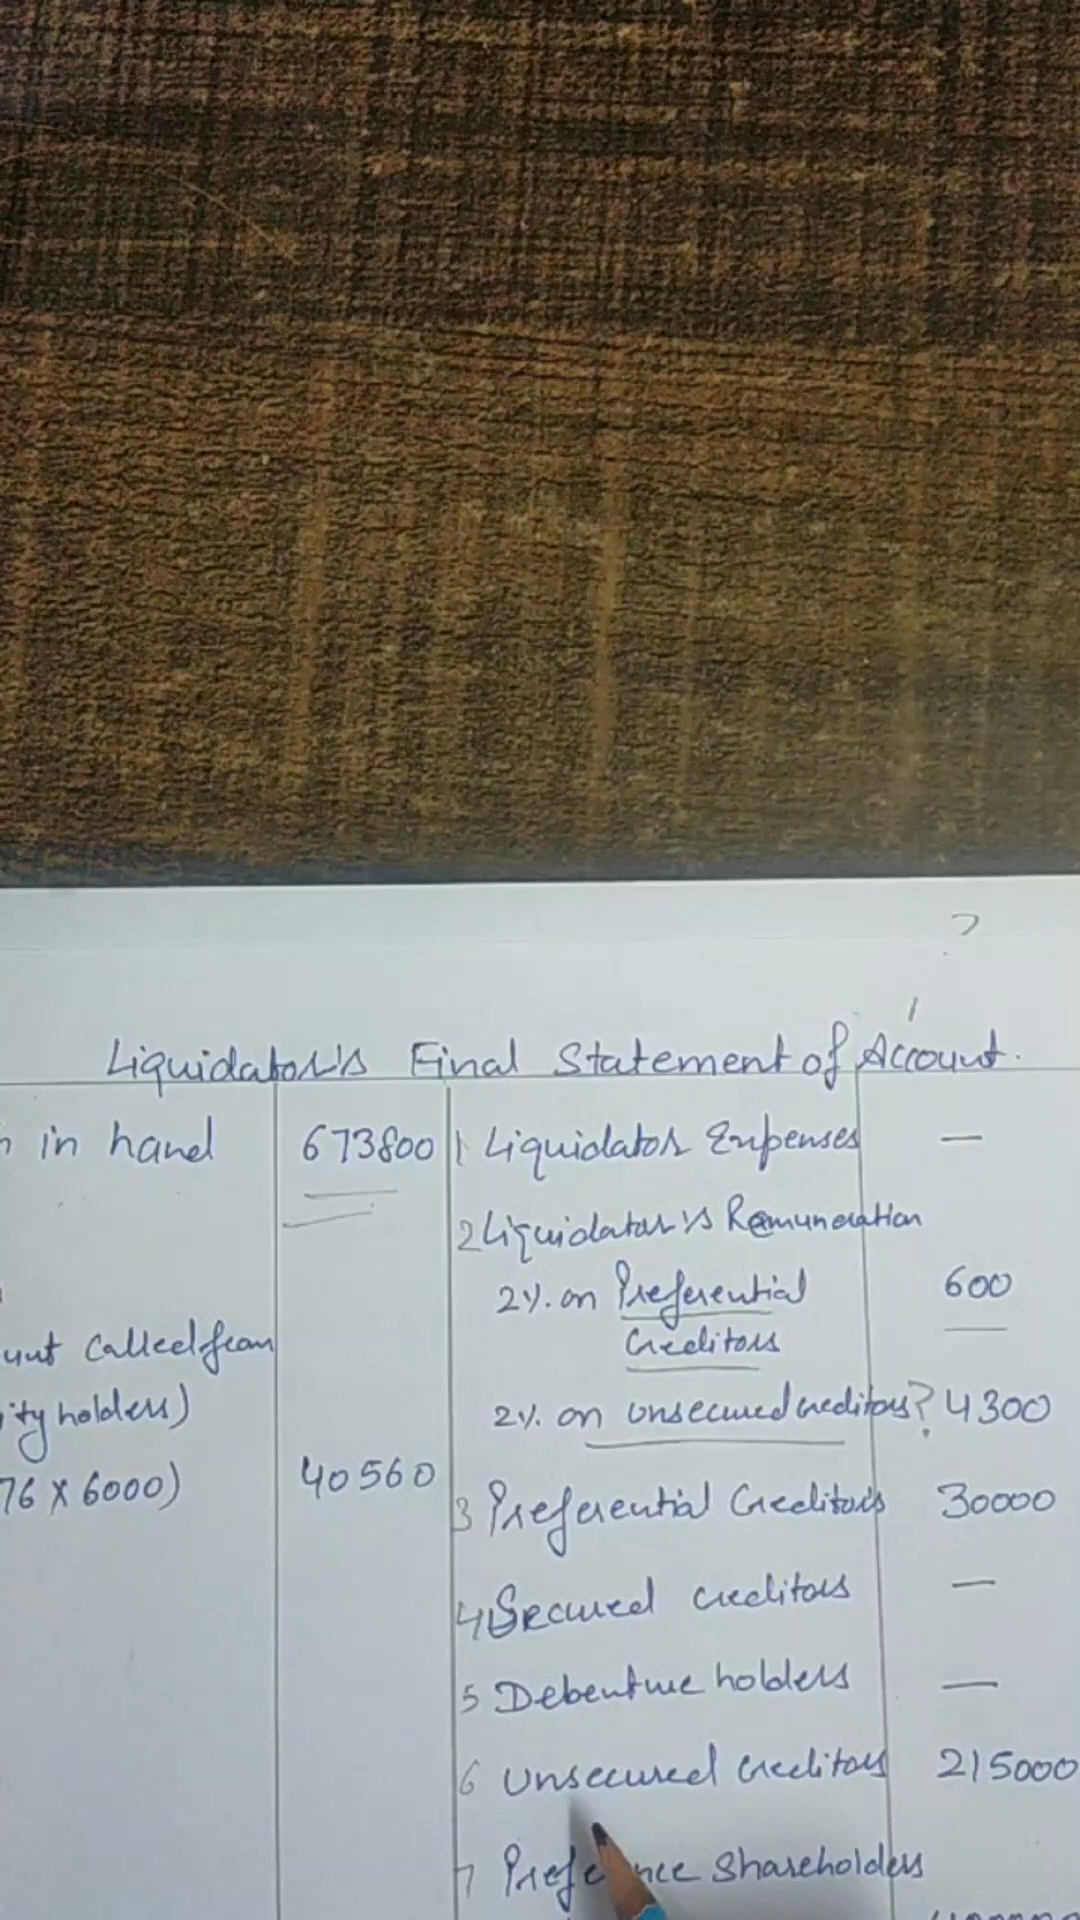 Liquidator's Final Statement of Account.
in hand 673800 1 Liquidator Expenses —
2 Liquidator's Remuneration
2%. on Preferential 600
Creditors
unt Called from
ity holders) 2%. on unsecured creditors? 4300
76 X 6000) 40560
3 Preferential Creditor's 30000
4 Secured creditors —
5 Debenture holders —
6 Unsecured Creditors 215000
7 shareholders